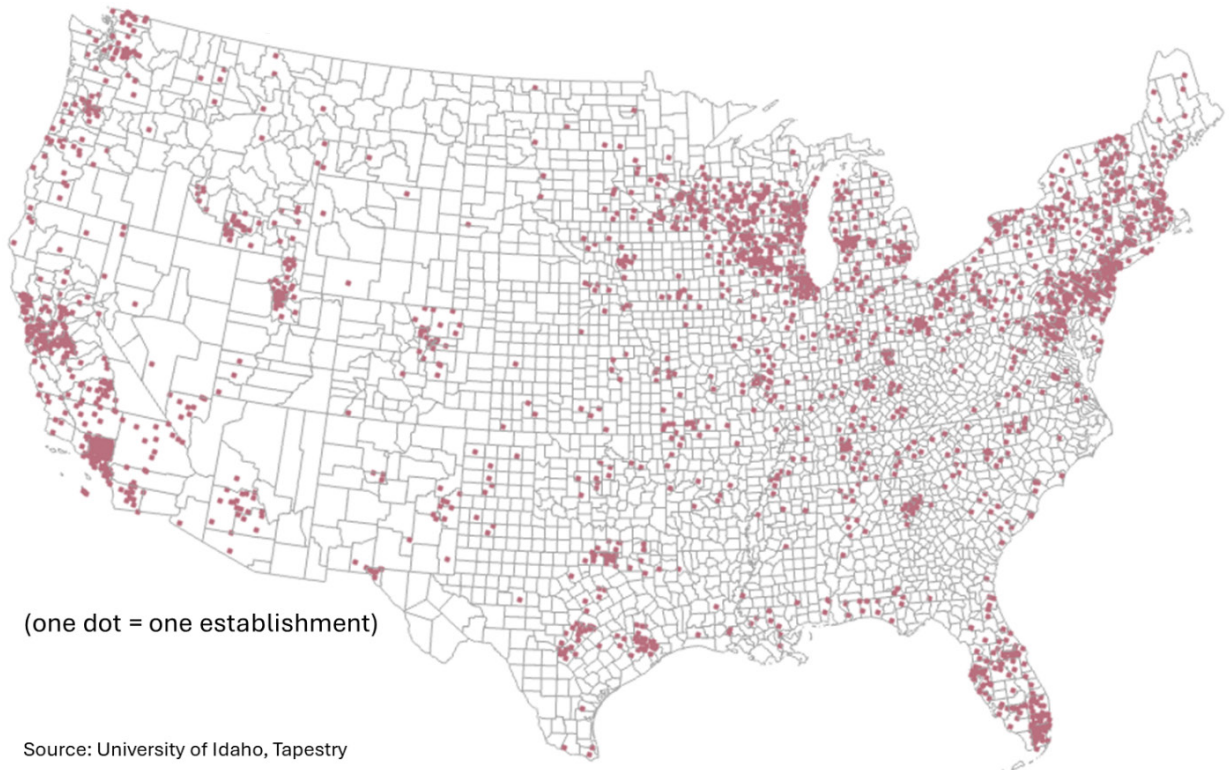 (one dot = one establishment)
Source: University of Idaho, Tapestry